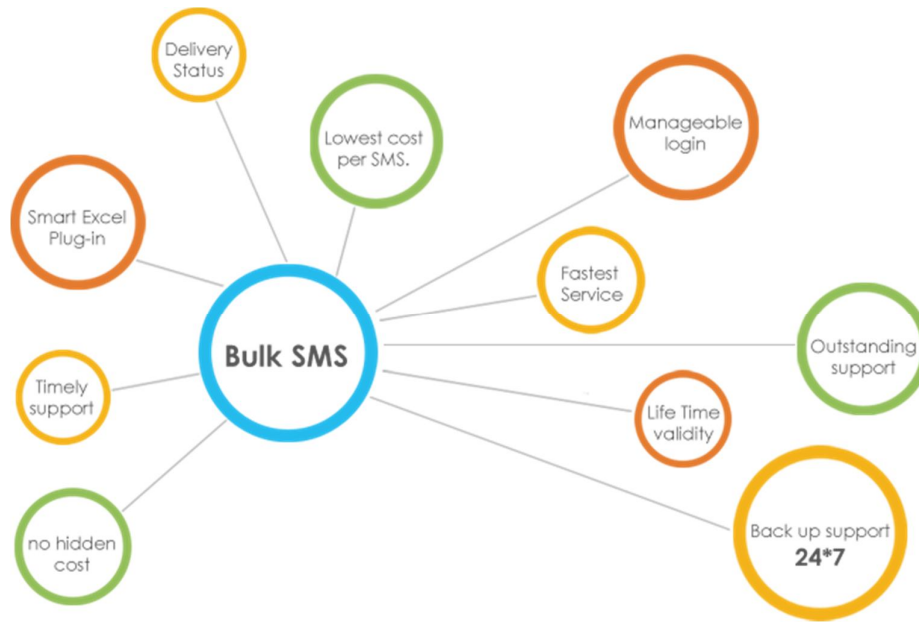 Delivery
Status
Lowest cost
per SMS.
Manageable
login
Smart Excel
Plug-in
Fastest
Service
Bulk SMS
Outstanding
support
Timely
support
Life Time
validity
no hidden
cost
Back up support
24*7